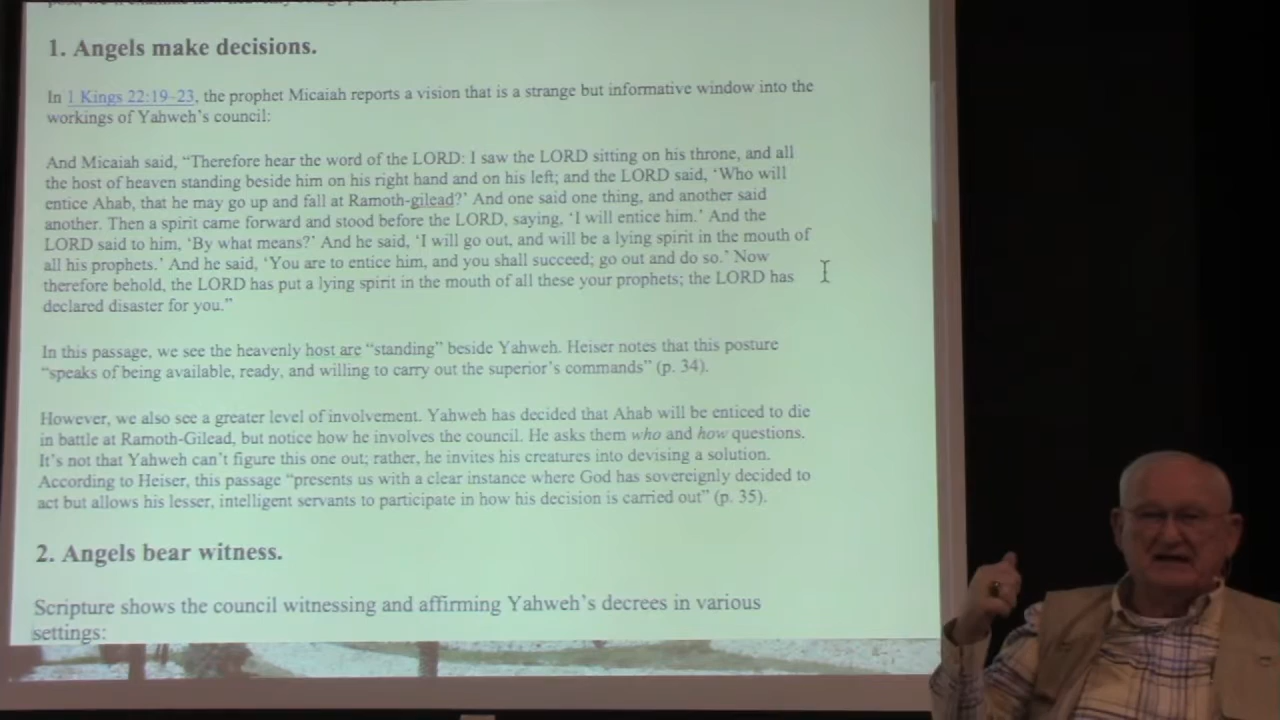 1. Angels make decisions.
In 1 Kings 22:19–23, the prophet Micaiah reports a vision that is a strange but informative window into the
workings of Yahweh's council:
And Micaiah said, “Therefore hear the word of the LORD: I saw the LORD sitting on his throne, and all
the host of heaven standing beside him on his right hand and on his left; and the LORD said, ‘Who will
entice Ahab, that he may go up and fall at Ramoth-gilead?’ And one said one thing, and another said
another. Then a spirit came forward and stood before the LORD, saying, ‘I will entice him.’ And the
LORD said to him, ‘By what means?’ And he said, ‘I will go out, and will be a lying spirit in the mouth of
all his prophets.’ And he said, ‘You are to entice him, and you shall succeed; go out and do so.’ Now
therefore behold, the LORD has put a lying spirit in the mouth of all these your prophets; the LORD has
declared disaster for you.”
In this passage, we see the heavenly host are “standing” beside Yahweh. Heiser notes that this posture
“speaks of being available, ready, and willing to carry out the superior's commands” (p. 34).
However, we also see a greater level of involvement. Yahweh has decided that Ahab will be enticed to die
in battle at Ramoth-Gilead, but notice how he involves the council. He asks them who and how questions.
It's not that Yahweh can't figure this one out; rather, he invites his creatures into devising a solution.
According to Heiser, this passage “presents us with a clear instance where God has sovereignly decided to
act but allows his lesser, intelligent servants to participate in how his decision is carried out” (p. 35).
2. Angels bear witness.
Scripture shows the council witnessing and affirming Yahweh's decrees in various
settings: